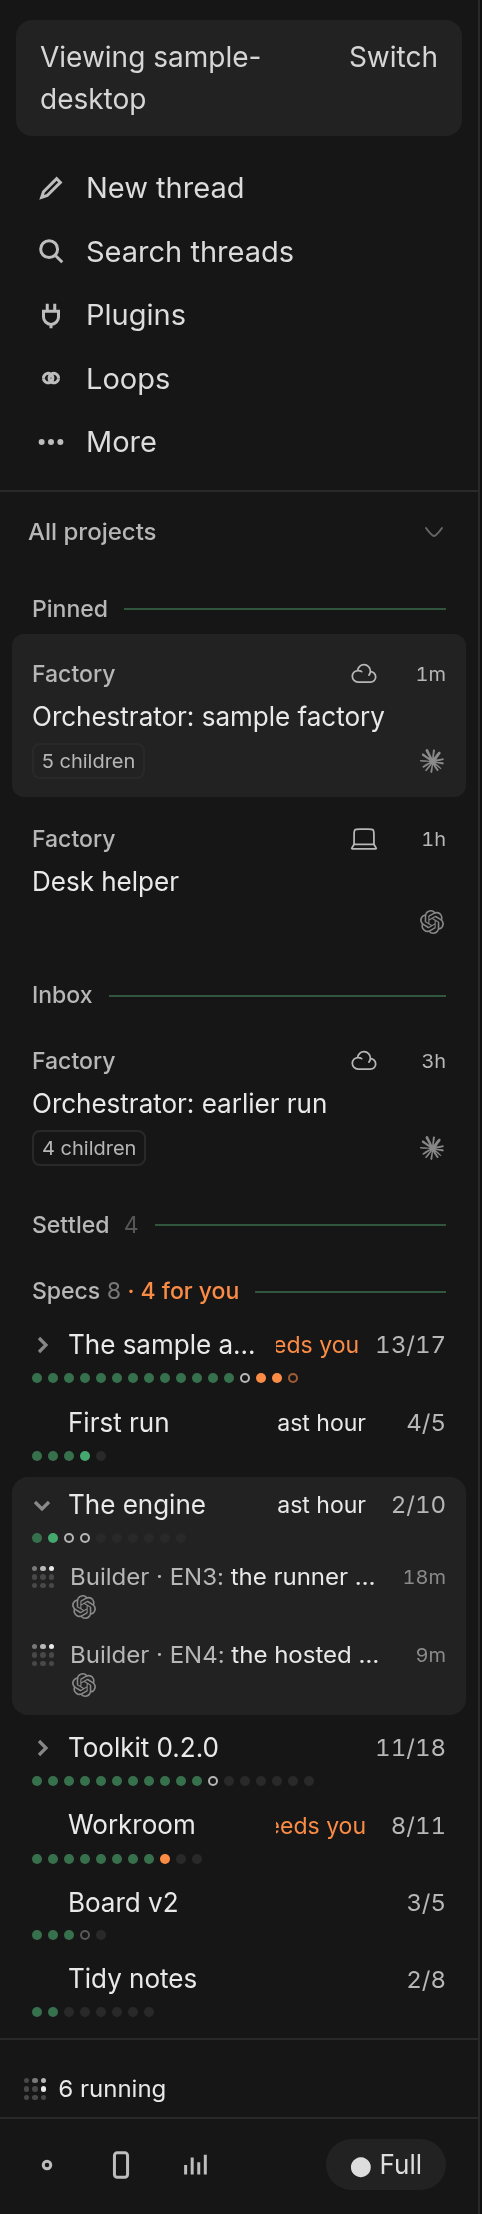 Viewing sample-
desktop
Switch
New thread
Search threads
Plugins
Loops
More
All projects
Pinned
Factory 1m
Orchestrator: sample factory
5 children
Factory 1h
Desk helper
Inbox
Factory 3h
Orchestrator: earlier run
4 children
Settled 4
Specs 8 · 4 for you
The sample a... eds you 13/17
First run ast hour 4/5
The engine ast hour 2/10
Builder · EN3: the runner ... 18m
Builder · EN4: the hosted ... 9m
Toolkit 0.2.0 11/18
Workroom eeds you 8/11
Board v2 3/5
Tidy notes 2/8
6 running
Full